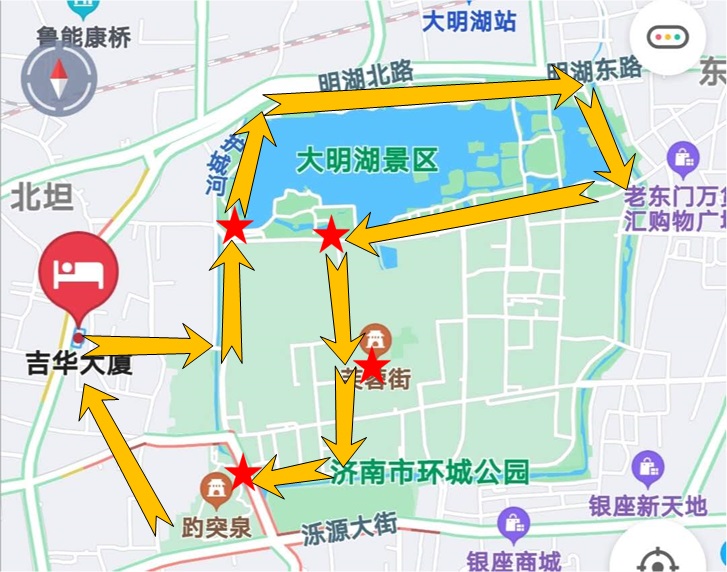 大明湖站
鲁能康桥
明湖北路
明湖东路
东
护城河
大明湖景区
北坦
老东门万货
汇购物广场
吉华大厦
芙蓉街
济南市环城公园
银座新天地
趵突泉
泺源大街
银座商城